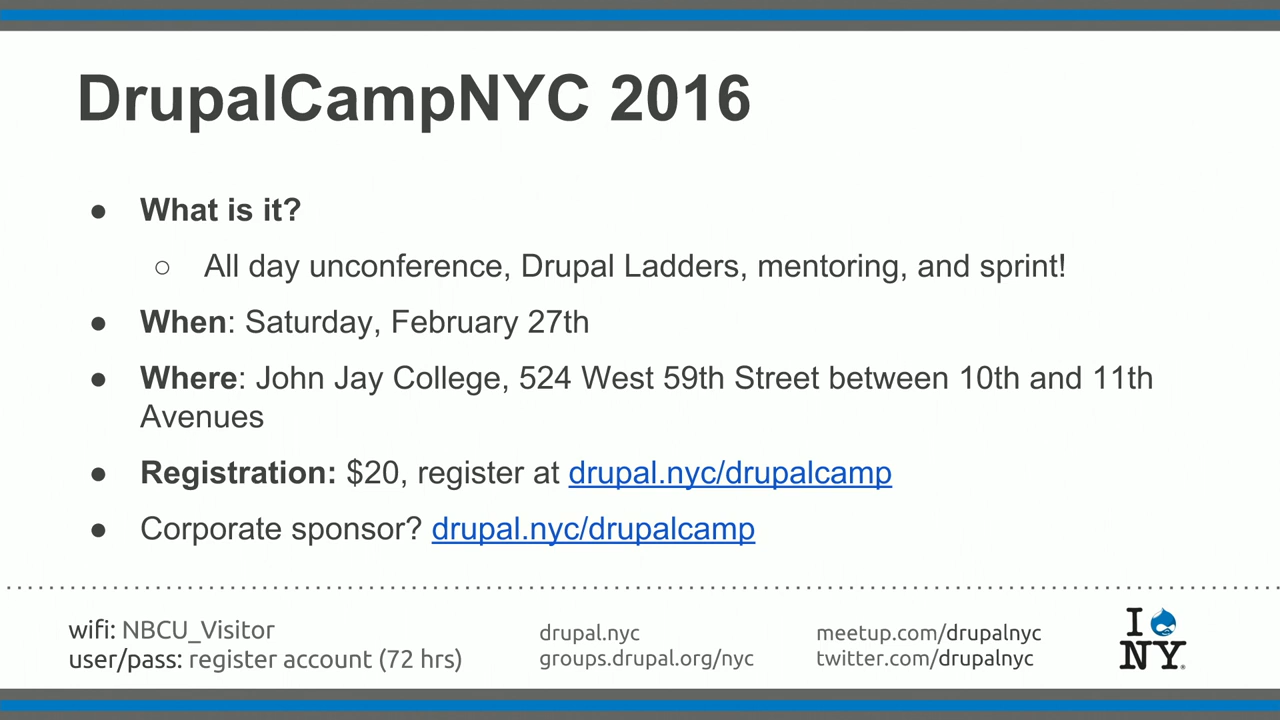 DrupalCampNYC 2016
● What is it?
○ All day unconference, Drupal Ladders, mentoring, and sprint!
● When: Saturday, February 27th
● Where: John Jay College, 524 West 59th Street between 10th and 11th
Avenues
● Registration: $20, register at drupal.nyc/drupalcamp
● Corporate sponsor? drupal.nyc/drupalcamp
wifi: NBCU_Visitor
user/pass: register account (72 hrs)
drupal.nyc
groups.drupal.org/nyc
meetup.com/drupalnyc
twitter.com/drupalnyc
I
NY®